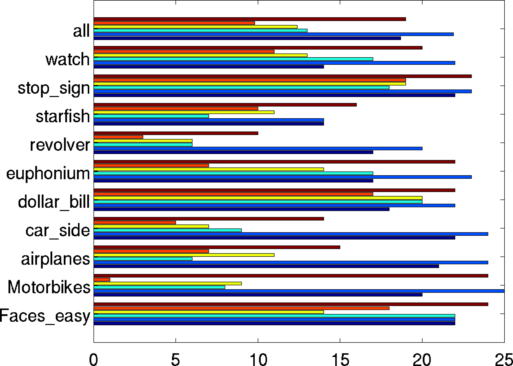 all
watch
stop_sign
starfish
revolver
euphonium
dollar_bill
car_side
airplanes
Motorbikes
Faces_easy
0 5 10 15 20 25